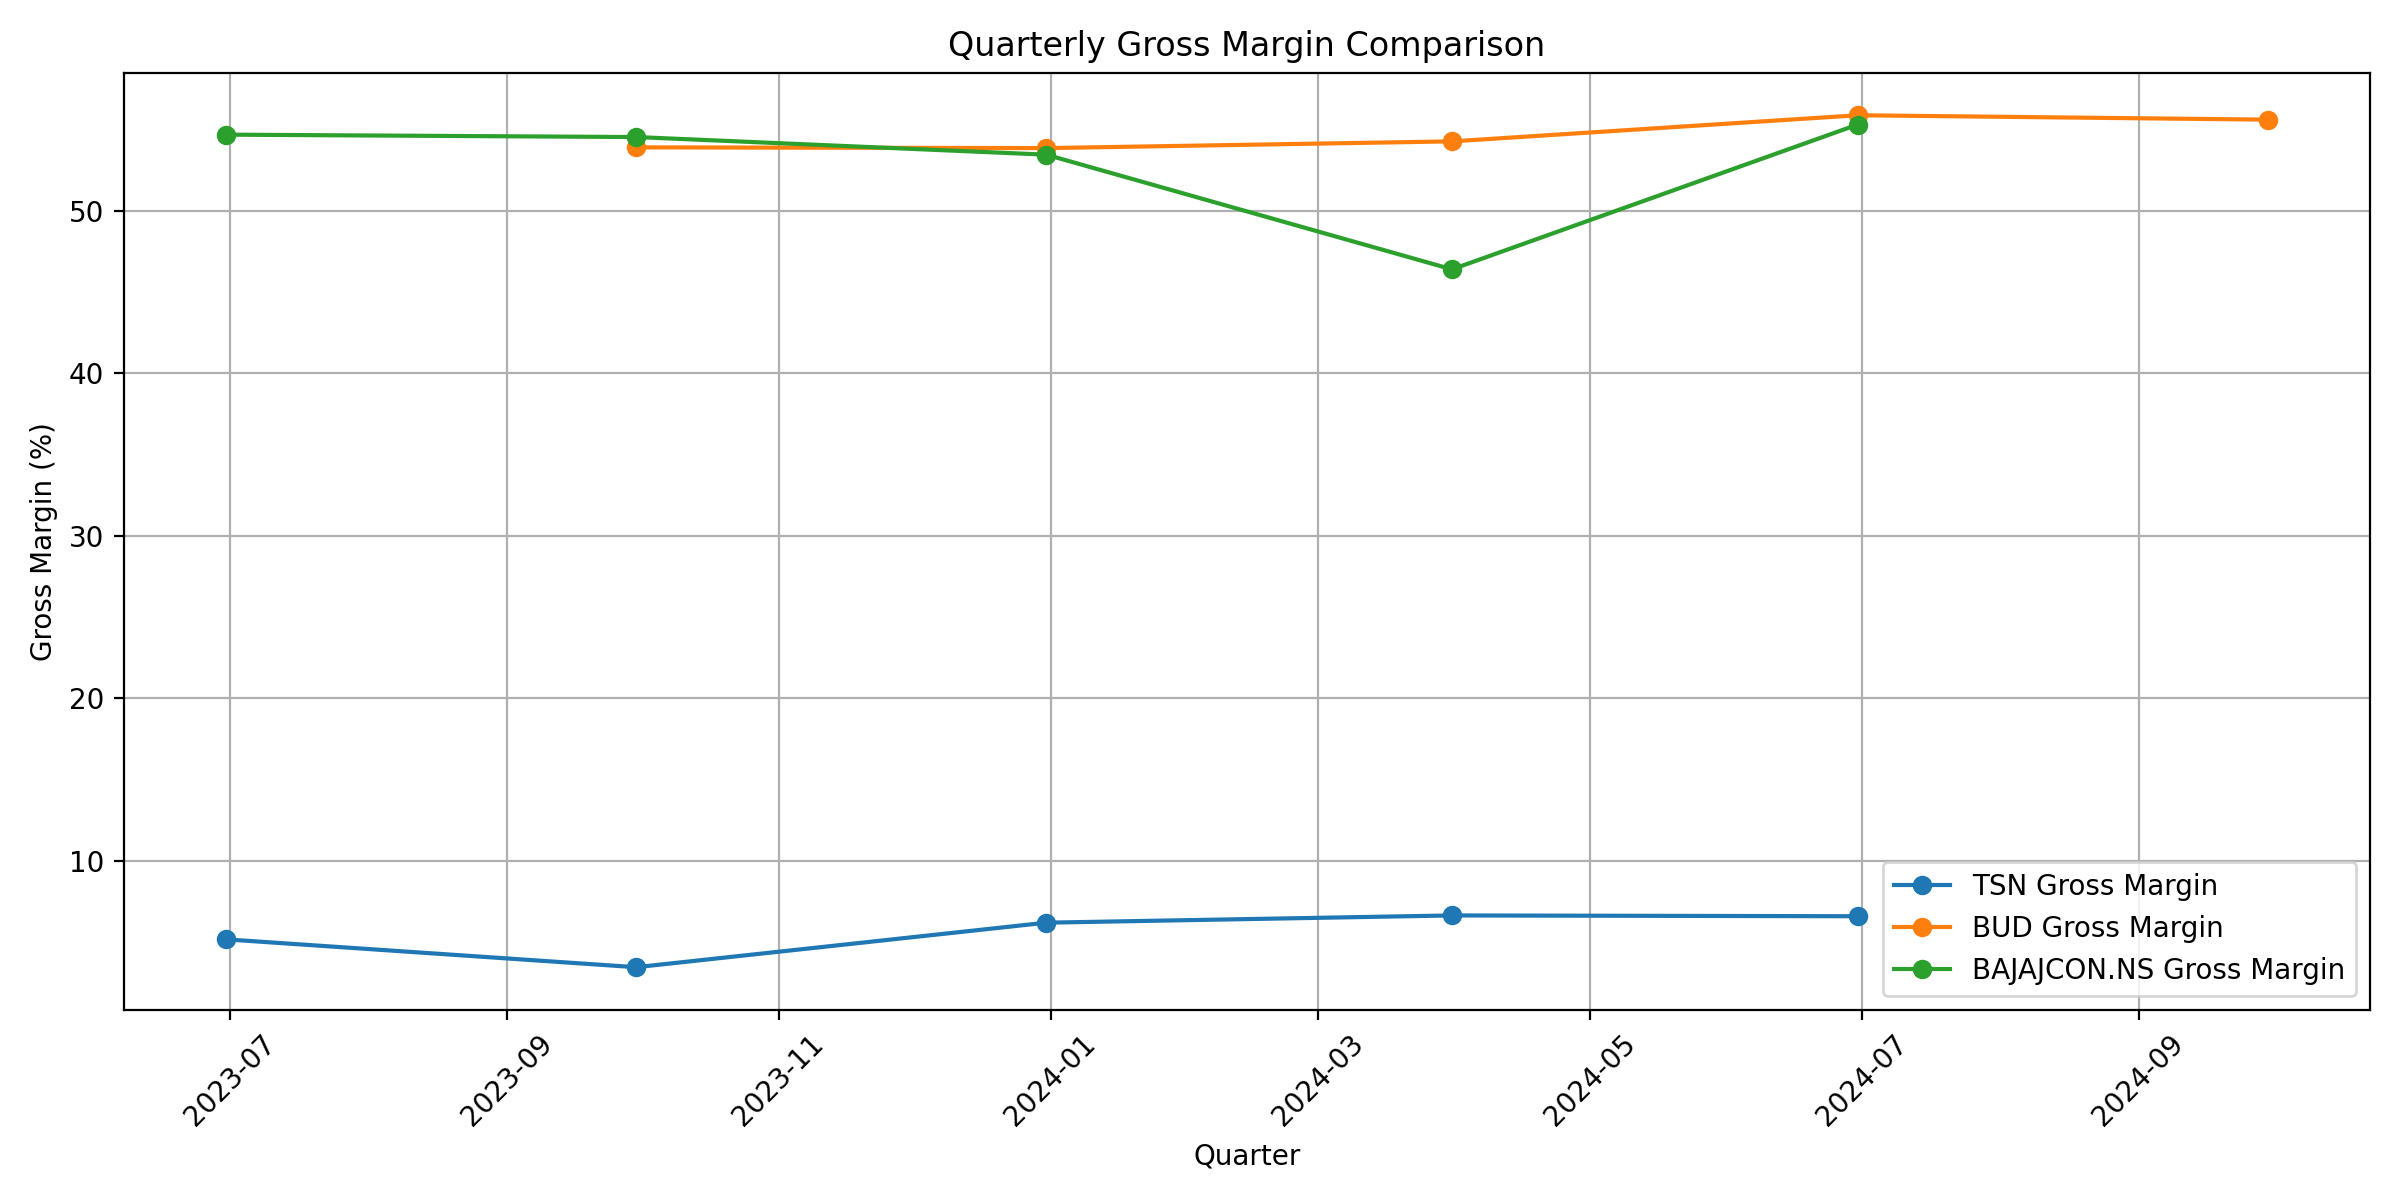 Quarterly Gross Margin Comparison
Gross Margin (%)
50
40
30
20
10
TSN Gross Margin
BUD Gross Margin
BAJAJCON.NS Gross Margin
2023-07
2023-09
2023-11
2024-01
2024-03
2024-05
2024-07
2024-09
Quarter